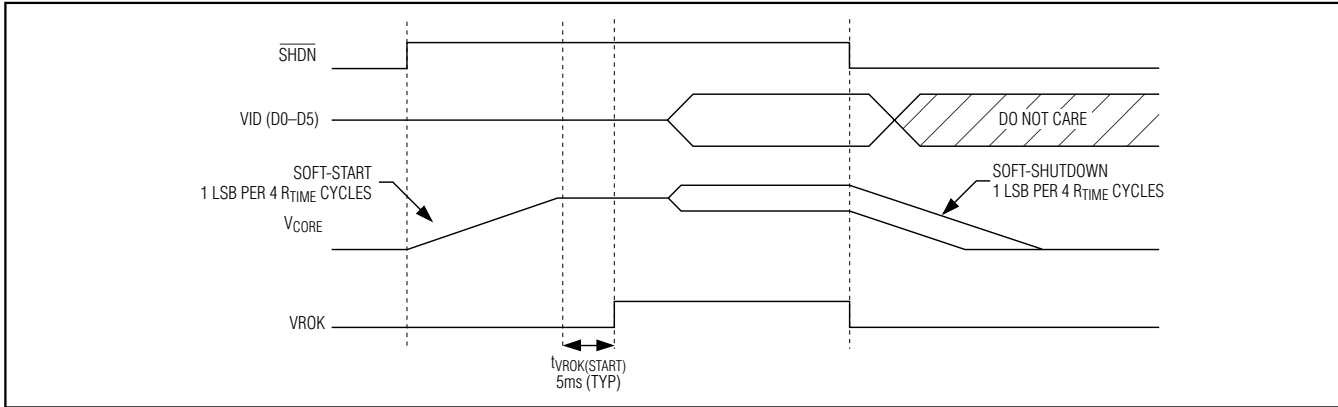 SHDN
VID (D0–D5)
DO NOT CARE
SOFT-START
1 LSB PER 4 RTIME CYCLES
SOFT-SHUTDOWN
1 LSB PER 4 RTIME CYCLES
VCORE
VROK
tVROK(START)
5ms (TYP)